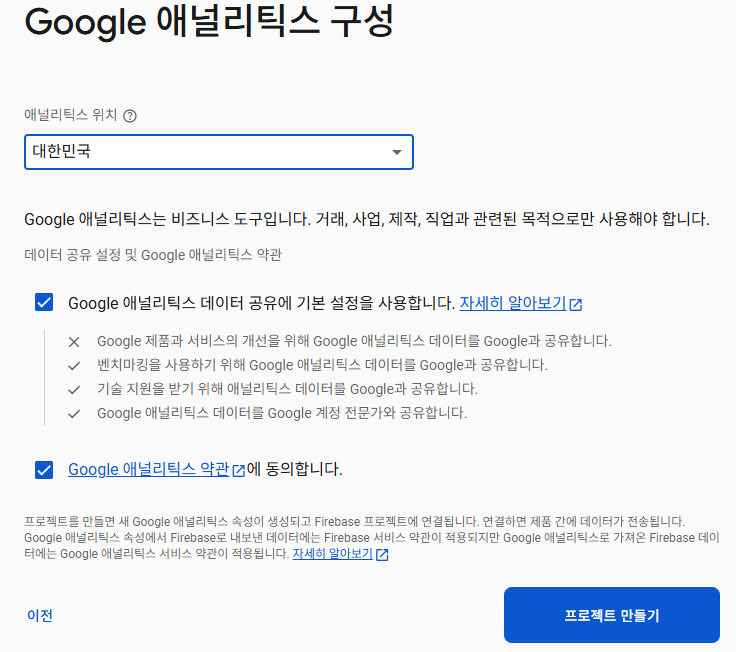 Google 애널리틱스 구성
애널리틱스 위치
대한민국
Google 애널리틱스는 비즈니스 도구입니다. 거래, 사업, 제작, 직업과 관련된 목적으로만 사용해야 합니다.
데이터 공유 설정 및 Google 애널리틱스 약관
Google 애널리틱스 데이터 공유에 기본 설정을 사용합니다. 자세히 알아보기
Google 제품과 서비스의 개선을 위해 Google 애널리틱스 데이터를 Google과 공유합니다.
벤치마킹을 사용하기 위해 Google 애널리틱스 데이터를 Google과 공유합니다.
기술 지원을 받기 위해 애널리틱스 데이터를 Google과 공유합니다.
Google 애널리틱스 데이터를 Google 계정 전문가와 공유합니다.
Google 애널리틱스 약관에 동의합니다.
프로젝트를 만들면 새 Google 애널리틱스 속성이 생성되고 Firebase 프로젝트에 연결됩니다. 연결하면 제품 간에 데이터가 전송됩니다.
Google 애널리틱스 속성에서 Firebase로 내보낸 데이터에는 Firebase 서비스 약관이 적용되지만 Google 애널리틱스로 가져온 Firebase 데이
터에는 Google 애널리틱스 서비스 약관이 적용됩니다. 자세히 알아보기
이전
프로젝트 만들기